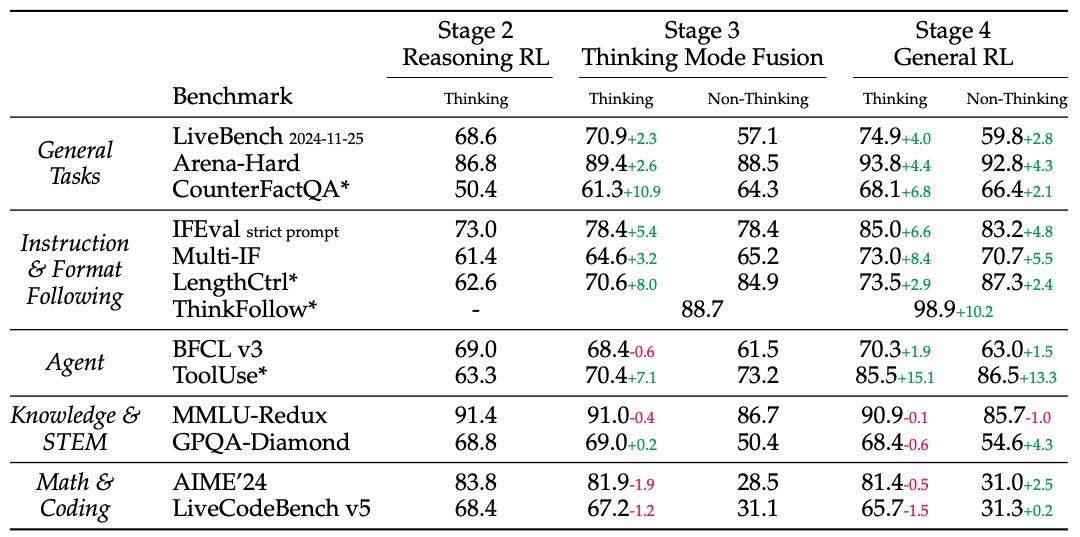 Stage 2 Stage 3 Stage 4
Reasoning RL Thinking Mode Fusion General RL
Benchmark Thinking Thinking Non-Thinking Thinking Non-Thinking
General Tasks
LiveBench 2024-11-25 68.6 70.9+2.3 57.1 74.9+4.0 59.8+2.8
Arena-Hard 86.8 89.4+2.6 88.5 93.8+4.4 92.8+4.3
CounterFactQA* 50.4 61.3+10.9 64.3 68.1+6.8 66.4+2.1
Instruction & Format Following
IFEval strict prompt 73.0 78.4+5.4 78.4 85.0+6.6 83.2+4.8
Multi-IF 61.4 64.6+3.2 65.2 73.0+8.4 70.7+5.5
LengthCtrl* 62.6 70.6+8.0 84.9 73.5+2.9 87.3+2.4
ThinkFollow* - 88.7 98.9+10.2
Agent
BFCL v3 69.0 68.4-0.6 61.5 70.3+1.9 63.0+1.5
ToolUse* 63.3 70.4+7.1 73.2 85.5+15.1 86.5+13.3
Knowledge & STEM
MMLU-Redux 91.4 91.0-0.4 86.7 90.9-0.1 85.7-1.0
GPQA-Diamond 68.8 69.0+0.2 50.4 68.4-0.6 54.6+4.3
Math & Coding
AIME'24 83.8 81.9-1.9 28.5 81.4-0.5 31.0+2.5
LiveCodeBench v5 68.4 67.2-1.2 31.1 65.7-1.5 31.3+0.2